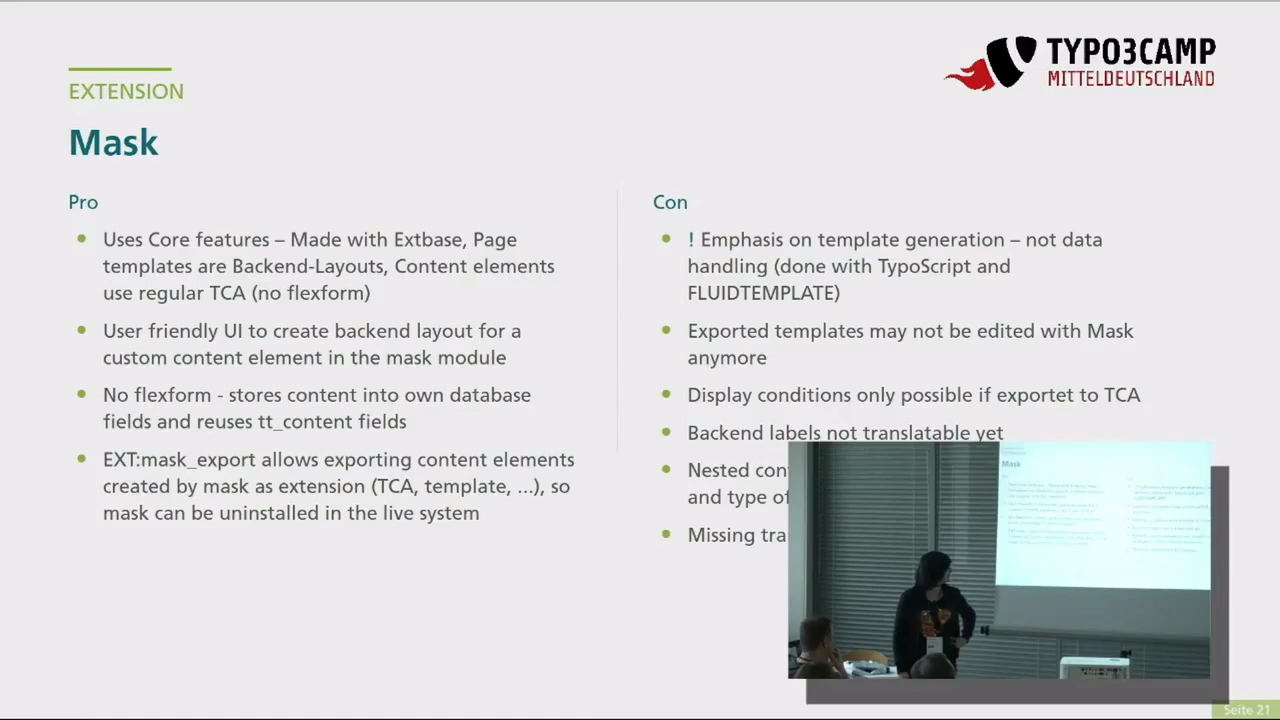 TYPO3CAMP
MITTELDEUTSCHLAND
EXTENSION
Mask
Pro
Uses Core features – Made with Extbase, Page
templates are Backend-Layouts, Content elements
use regular TCA (no flexform)
User friendly UI to create backend layout for a
custom content element in the mask module
No flexform - stores content into own database
fields and reuses tt_content fields
EXT:mask_export allows exporting content elements
created by mask as extension (TCA, template, ...), so
mask can be uninstalled in the live system
Con
! Emphasis on template generation – not data
handling (done with TypoScript and
FLUIDTEMPLATE)
Exported templates may not be edited with Mask
anymore
Display conditions only possible if exportet to TCA
Backend labels not translatable yet
Nested
and type
Missing
Mask
Seite 21